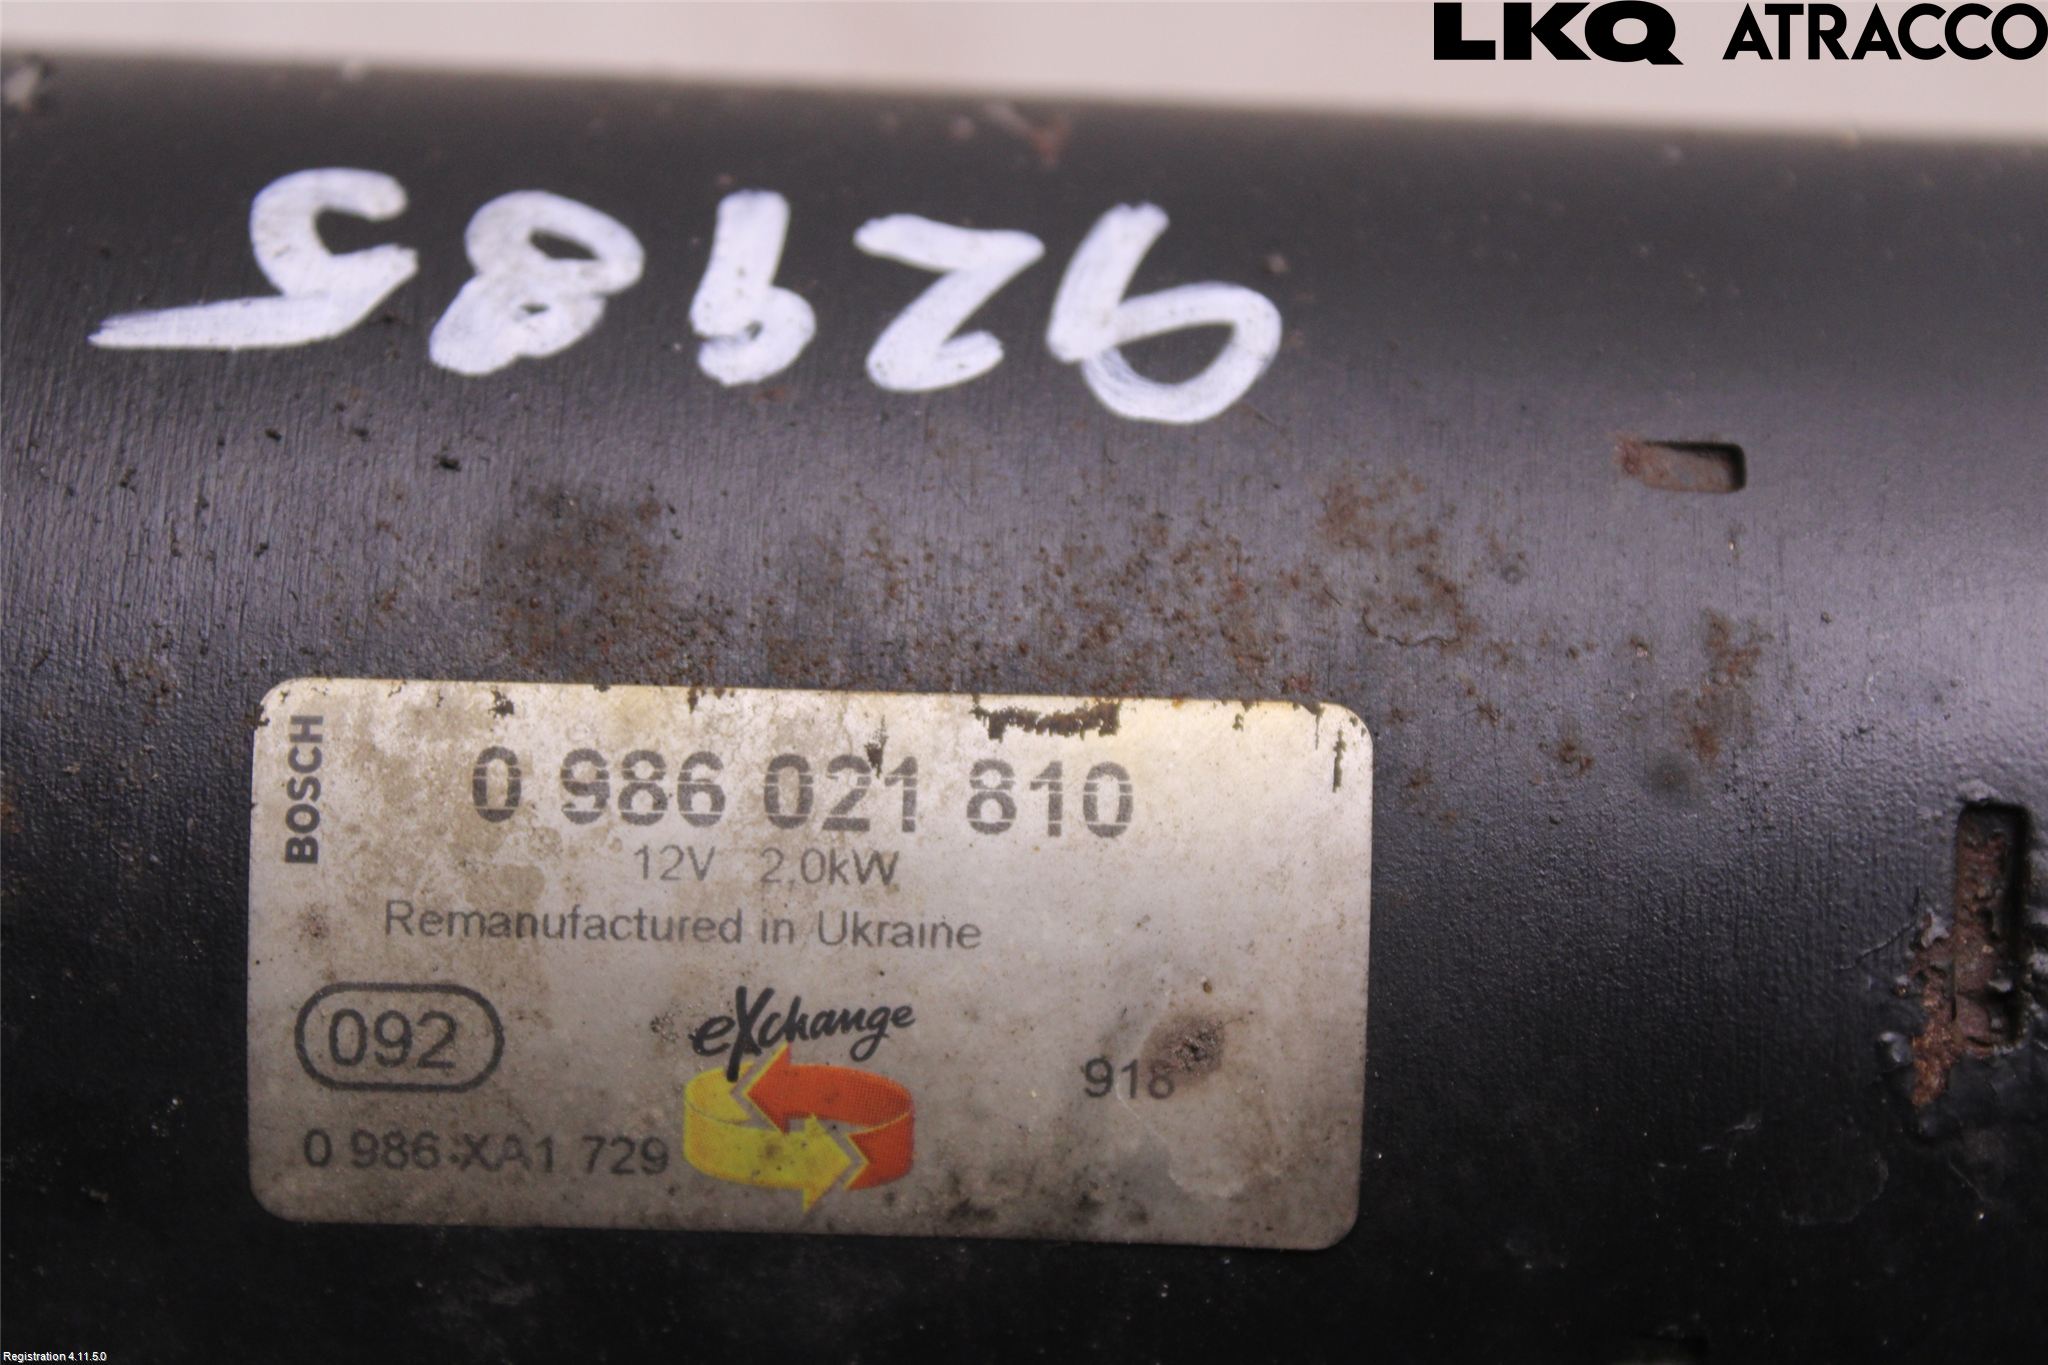 LKQ ATRACCO
92985
BOSCH
0 986 021 810
12V 2,0kW
Remanufactured in Ukraine
092
eXchange
918
0 986 XA1 729
Registration 4.11.5.0